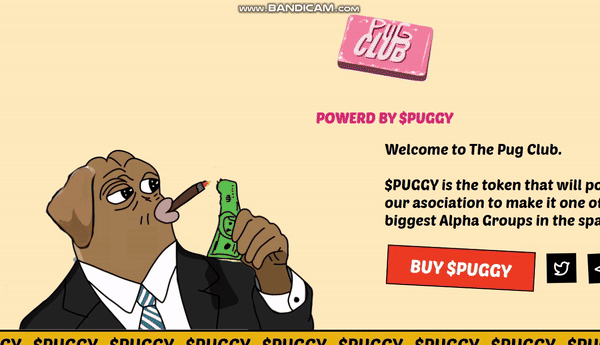 www.BANDICAM.com
PUG
CLUB
POWERD BY $PUGGY
Welcome to The Pug Club.
$PUGGY is the token that will po
our asociation to make it one of
biggest Alpha Groups in the spa
BUY $PUGGY
GY $PUGGY $PUGGY $PUGGY $PUGGY $PUGGY $PUGGY $PUGGY